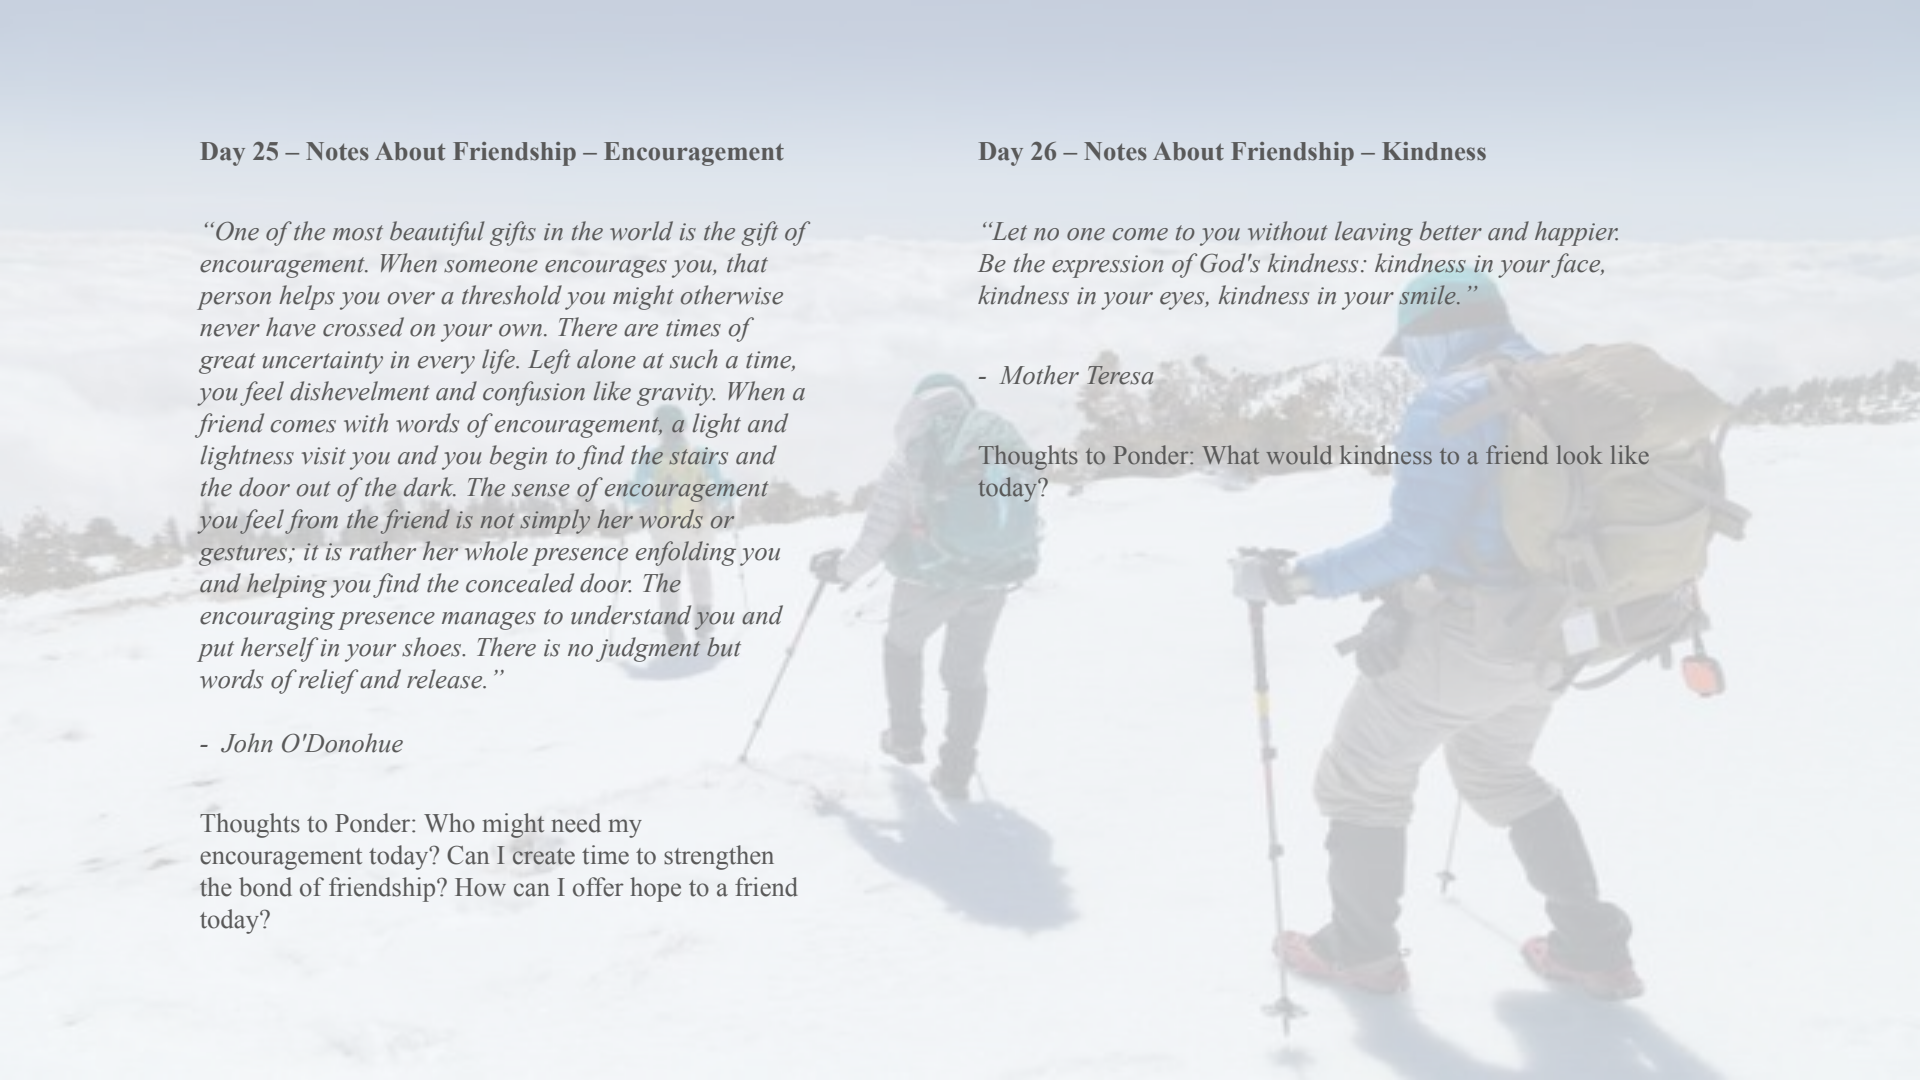 Day 25 – Notes About Friendship – Encouragement
“One of the most beautiful gifts in the world is the gift of
encouragement. When someone encourages you, that
person helps you over a threshold you might otherwise
never have crossed on your own. There are times of
great uncertainty in every life. Left alone at such a time,
you feel dishevelment and confusion like gravity. When a
friend comes with words of encouragement, a light and
lightness visit you and you begin to find the stairs and
the door out of the dark. The sense of encouragement
you feel from the friend is not simply her words or
gestures; it is rather her whole presence enfolding you
and helping you find the concealed door. The
encouraging presence manages to understand you and
put herself in your shoes. There is no judgment but
words of relief and release.”
- John O'Donohue
Thoughts to Ponder: Who might need my
encouragement today? Can I create time to strengthen
the bond of friendship? How can I offer hope to a friend
today?
Day 26 – Notes About Friendship – Kindness
“Let no one come to you without leaving better and happier.
Be the expression of God's kindness: kindness in your face,
kindness in your eyes, kindness in your smile.”
- Mother Teresa
Thoughts to Ponder: What would kindness to a friend look like
today?